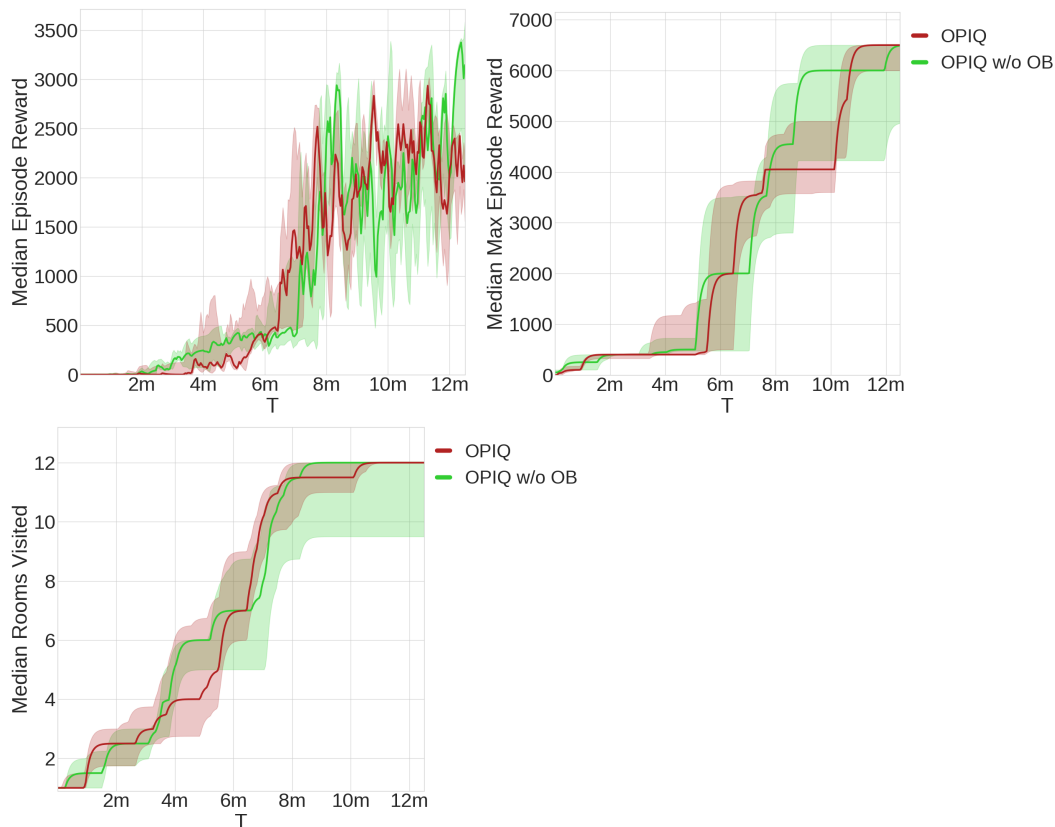 Median Episode Reward
3500
3000
2500
2000
1500
1000
500
0
2m 4m 6m 8m 10m 12m
T
Median Max Episode Reward
7000
6000
5000
4000
3000
2000
1000
0
2m 4m 6m 8m 10m 12m
T
OPIQ
OPIQ w/o OB
Median Rooms Visited
12
10
8
6
4
2
2m 4m 6m 8m 10m 12m
T
OPIQ
OPIQ w/o OB